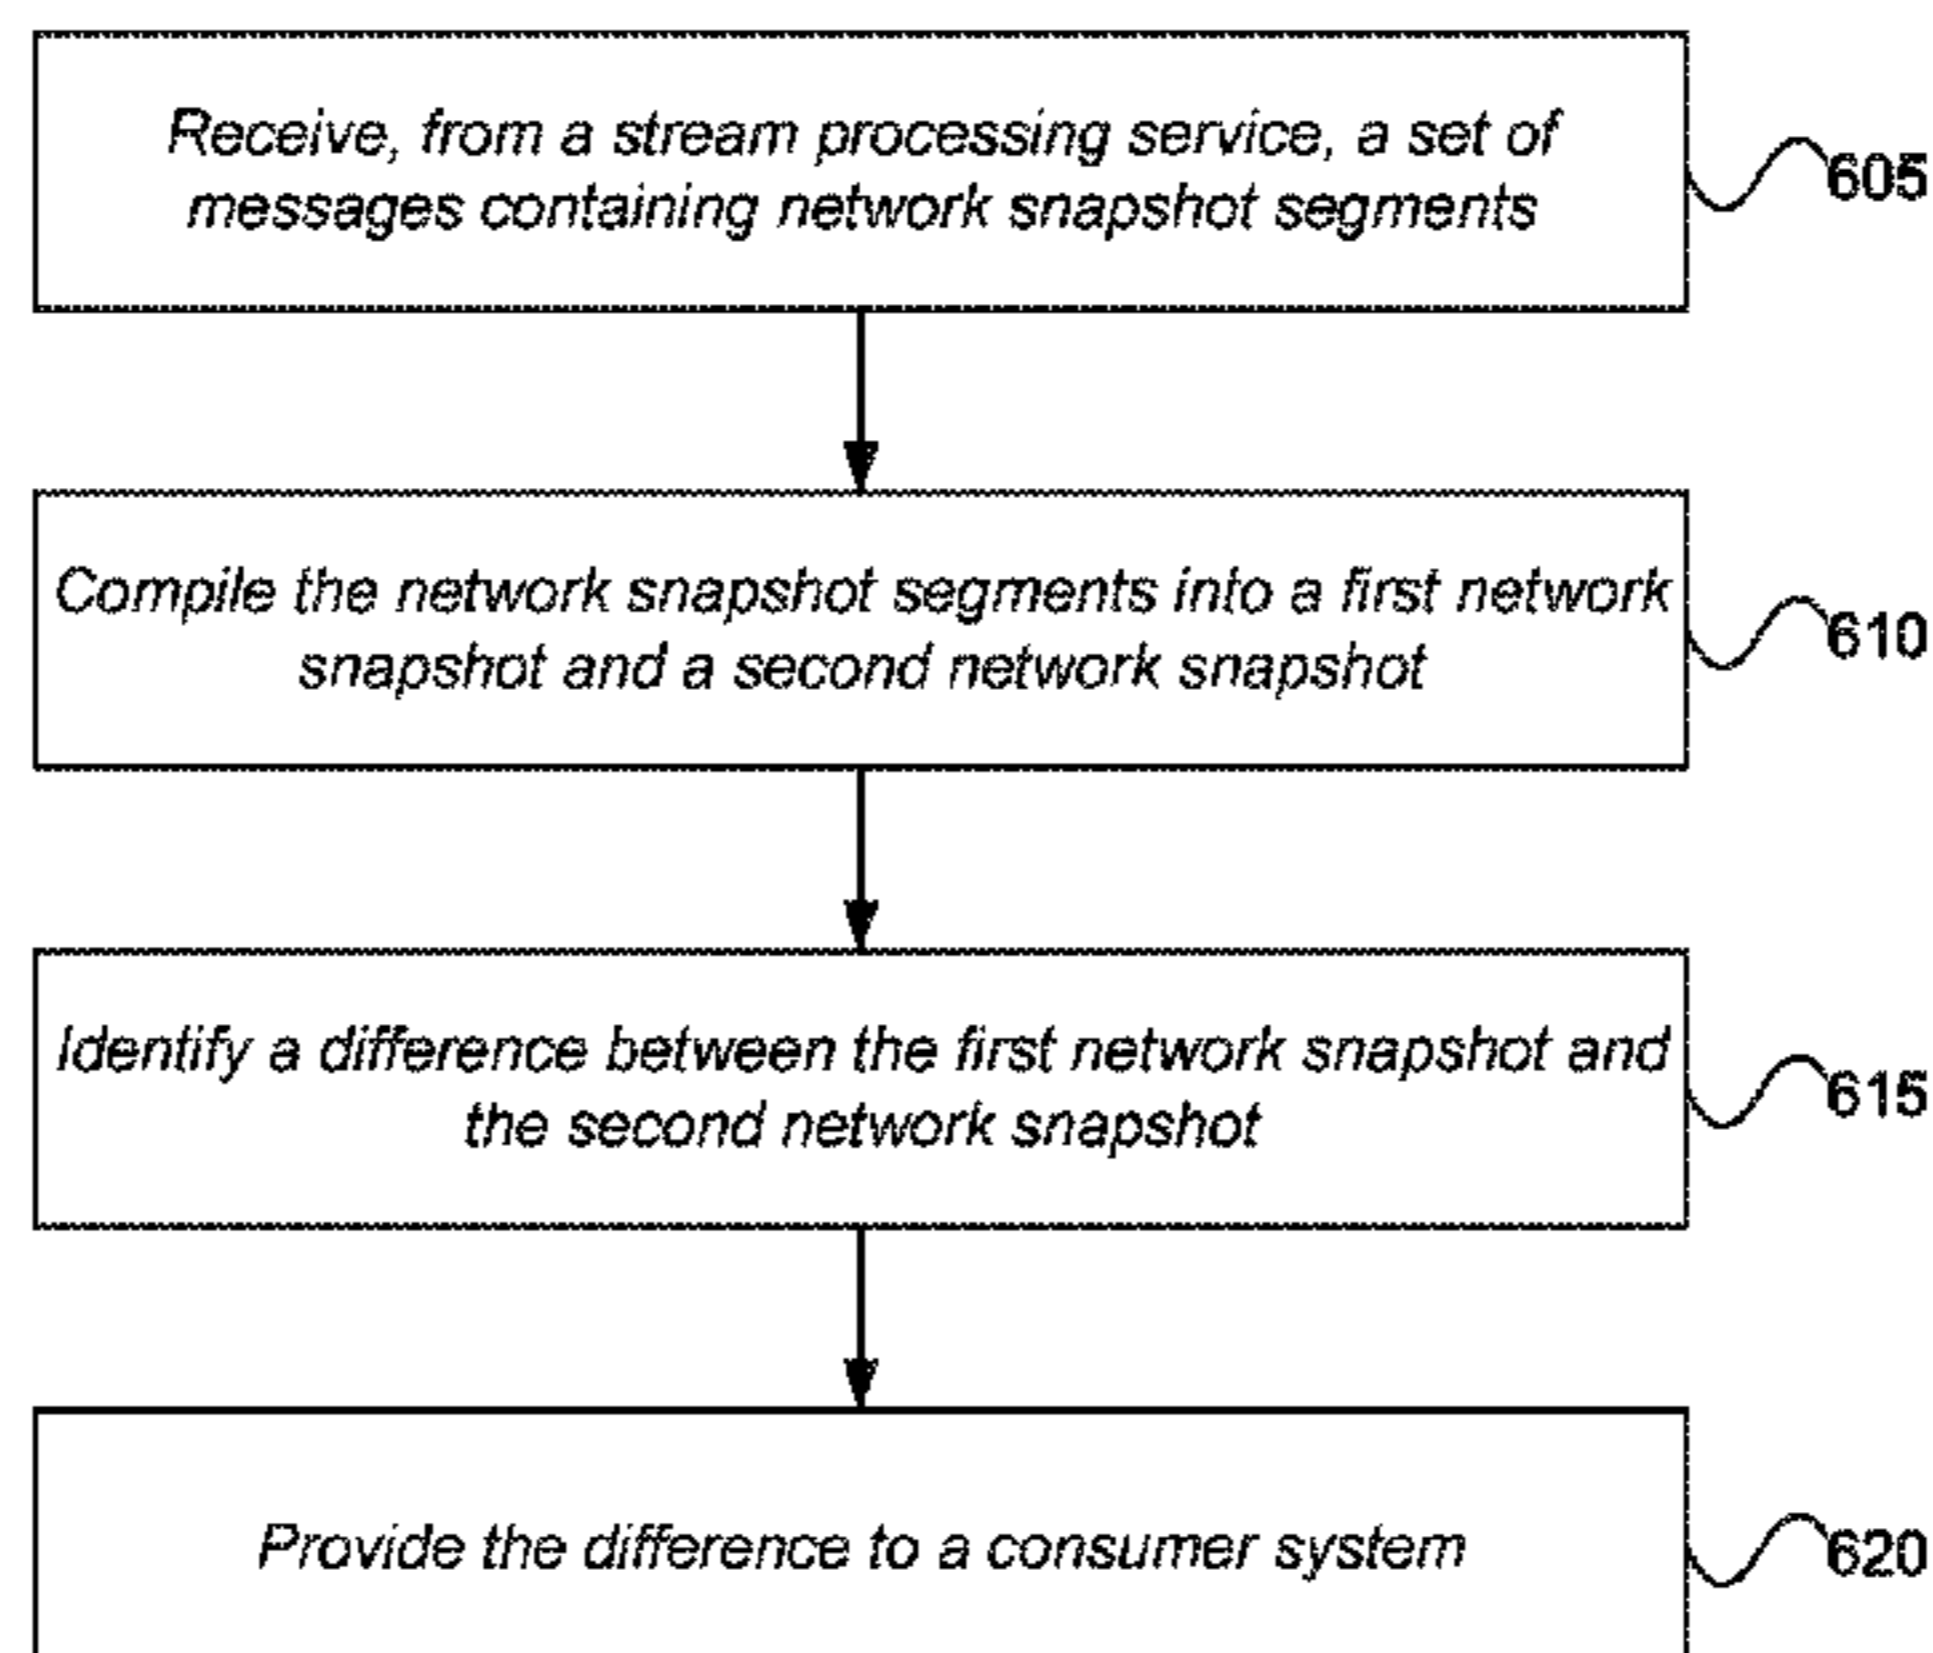 Receive, from a stream processing service, a set of
messages containing network snapshot segments
605
Compile the network snapshot segments into a first network
snapshot and a second network snapshot
610
Identify a difference between the first network snapshot and
the second network snapshot
615
Provide the difference to a consumer system
620